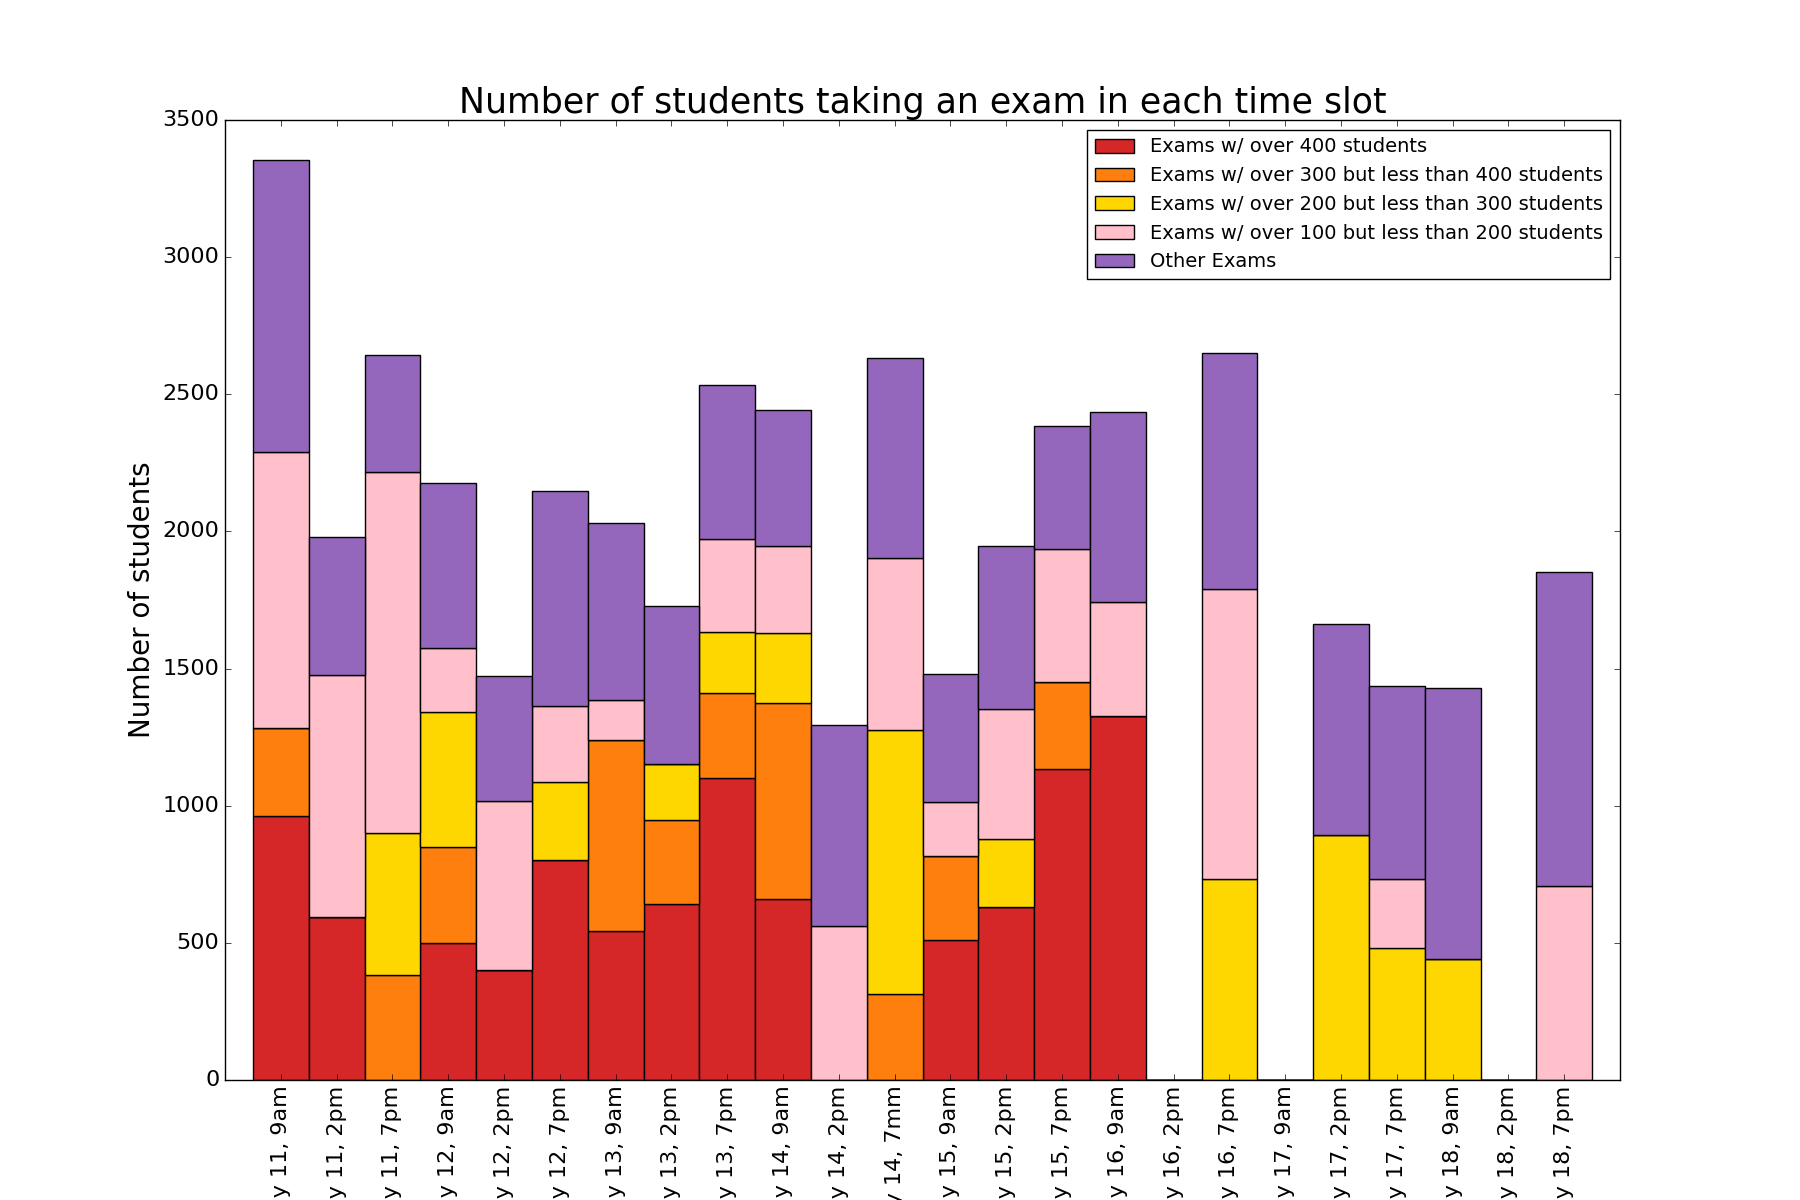 Number of students taking an exam in each time slot
Exams w/ over 400 students
Exams w/ over 300 but less than 400 students
Exams w/ over 200 but less than 300 students
Exams w/ over 100 but less than 200 students
Other Exams
Number of students
3500
3000
2500
2000
1500
1000
500
0
y 11, 9am
y 11, 2pm
y 11, 7pm
y 12, 9am
y 12, 2pm
y 12, 7pm
y 13, 9am
y 13, 2pm
y 13, 7pm
y 14, 9am
y 14, 2pm
y 14, 7mm
y 15, 9am
y 15, 2pm
y 15, 7pm
y 16, 9am
y 16, 2pm
y 16, 7pm
y 17, 9am
y 17, 2pm
y 17, 7pm
y 18, 9am
y 18, 2pm
y 18, 7pm